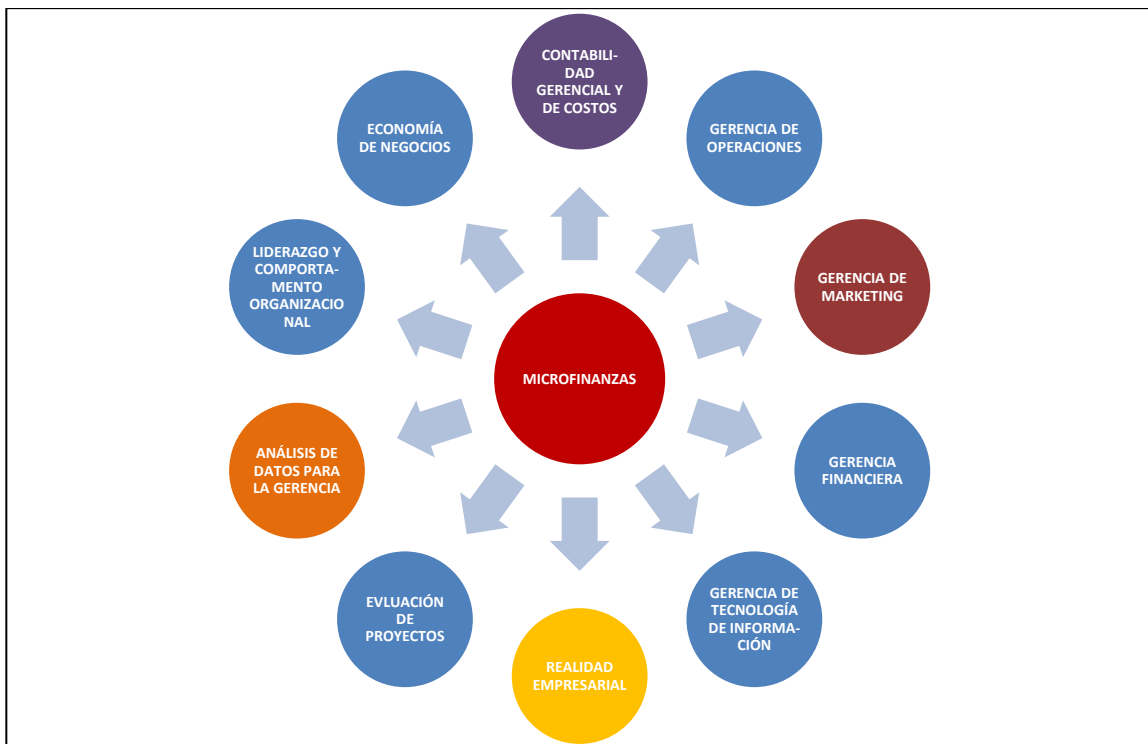 CONTABILI-
DAD
GERENCIAL Y
DE COSTOS
GERENCIA DE
OPERACIONES
GERENCIA DE
MARKETING
GERENCIA
FINANCIERA
GERENCIA DE
TECNOLOGÍA
DE INFORMA-
CIÓN
REALIDAD
EMPRESARIAL
EVLUACIÓN
DE
PROYECTOS
ANÁLISIS DE
DATOS PARA
LA GERENCIA
LIDERAZGO Y
COMPORTA-
MENTO
ORGANIZACIO
NAL
ECONOMÍA
DE NEGOCIOS
MICROFINANZAS